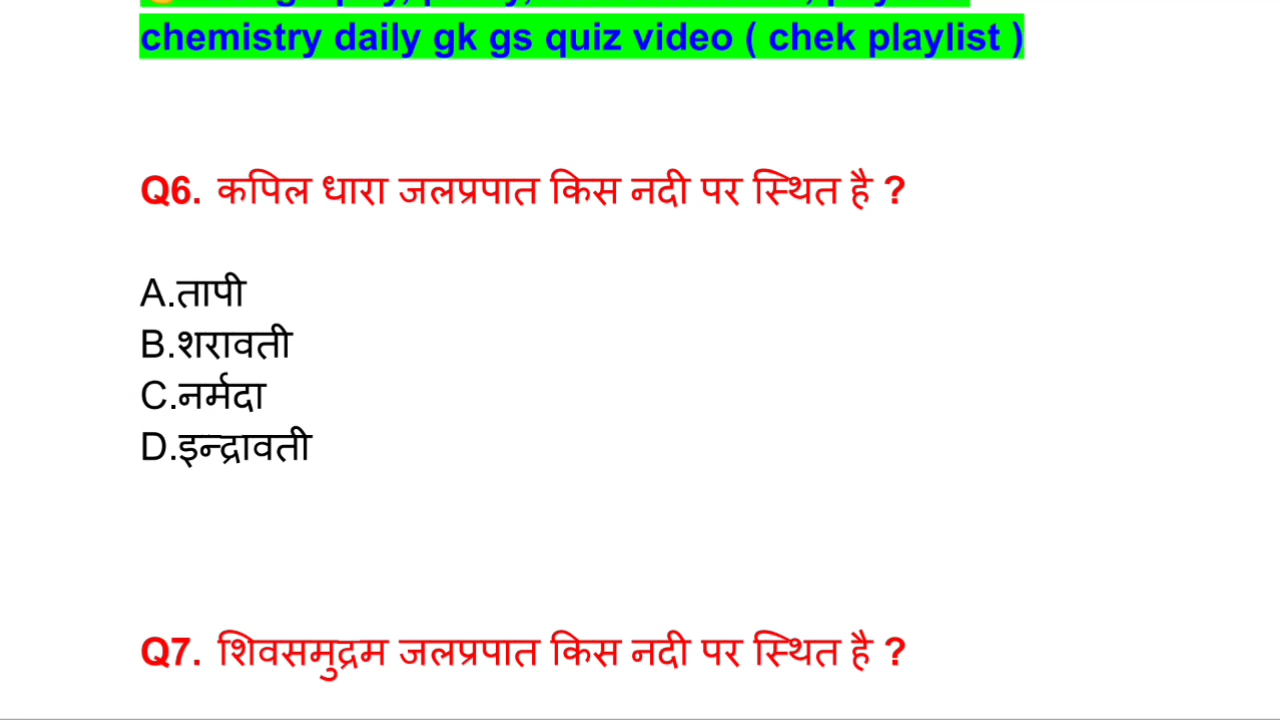 chemistry daily gk gs quiz video ( chek playlist )
Q6. कपिल धारा जलप्रपात किस नदी पर स्थित है ?
A.तापी
B.शरावती
C.नर्मदा
D.इन्द्रावती
Q7. शिवसमुद्रम जलप्रपात किस नदी पर स्थित है ?